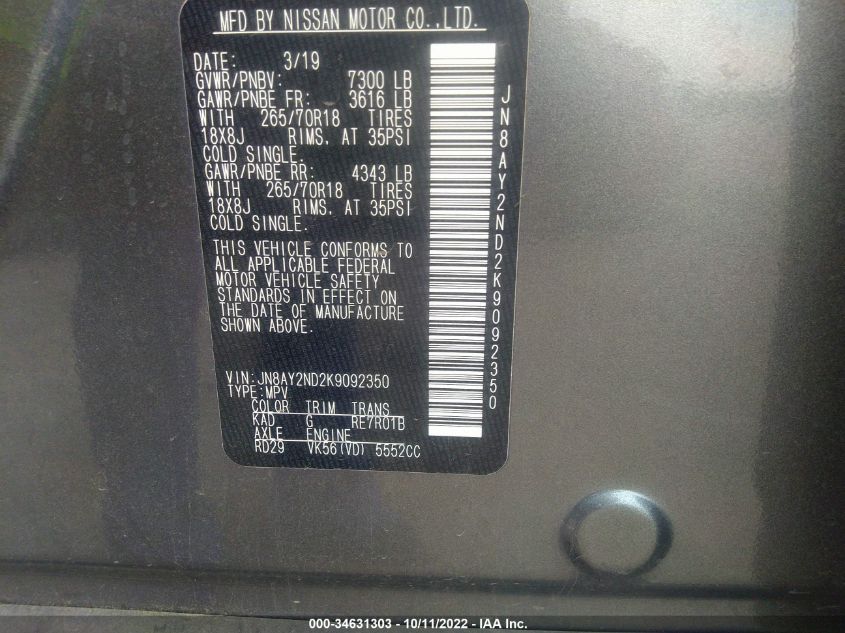 MFD BY NISSAN MOTOR CO.,LTD.
DATE: 3/19
GVWR/PNBV: 7300 LB
GAWR/PNBE FR: 3616 LB
WITH 265/70R18 TIRES
18X8J RIMS, AT 35PSI
COLD SINGLE.
GAWR/PNBE RR: 4343 LB
WITH 265/70R18 TIRES
18X8J RIMS, AT 35PSI
COLD SINGLE.
THIS VEHICLE CONFORMS TO
ALL APPLICABLE FEDERAL
MOTOR VEHICLE SAFETY
STANDARDS IN EFFECT ON
THE DATE OF MANUFACTURE
SHOWN ABOVE.
VIN:JN8AY2ND2K9092350
TYPE:MPV
COLOR TRIM TRANS
KAD G RE7R01B
AXLE ENGINE
RD29 VK56(VD) 5552CC
JN8AY2ND2K9092350
000-34631303 - 10/11/2022 - IAA Inc.